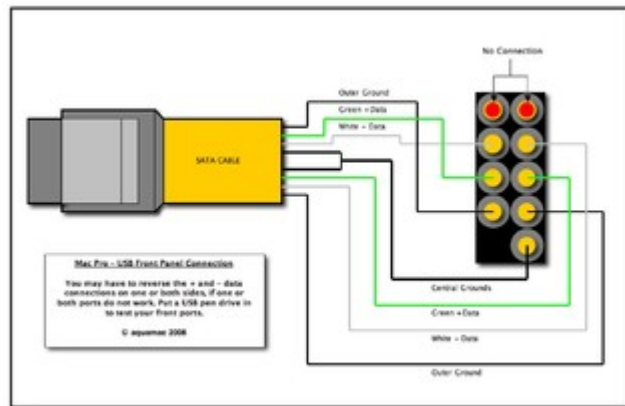 No Connection
Outer Ground
Green +Data
White - Data
SATA CABLE
Mac Pro - USB Front Panel Connection
You may have to reverse the + and - data
connections on one or both sides, if one or
both ports do not work. Put a USB pen drive in
to test your front ports.
© aquamac 2008
Central Grounds
Green +Data
White - Data
Outer Ground